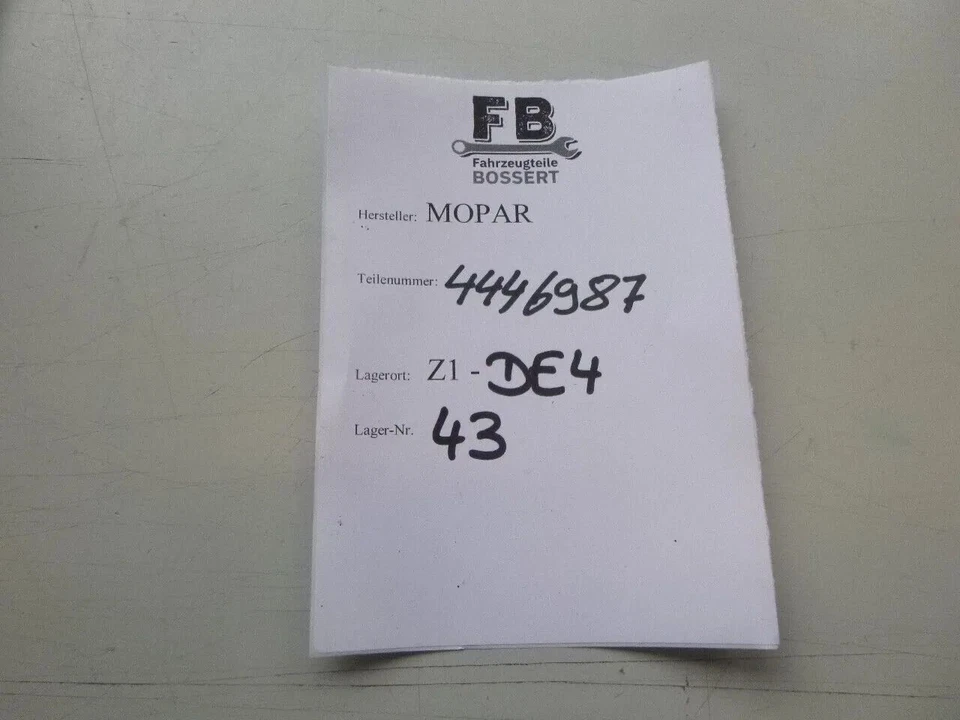 FB
Fahrzeugteile
BOSSERT
Hersteller: MOPAR
Teilenummer: 4446987
Lagerort: Z1 - DE4
Lager-Nr. 43